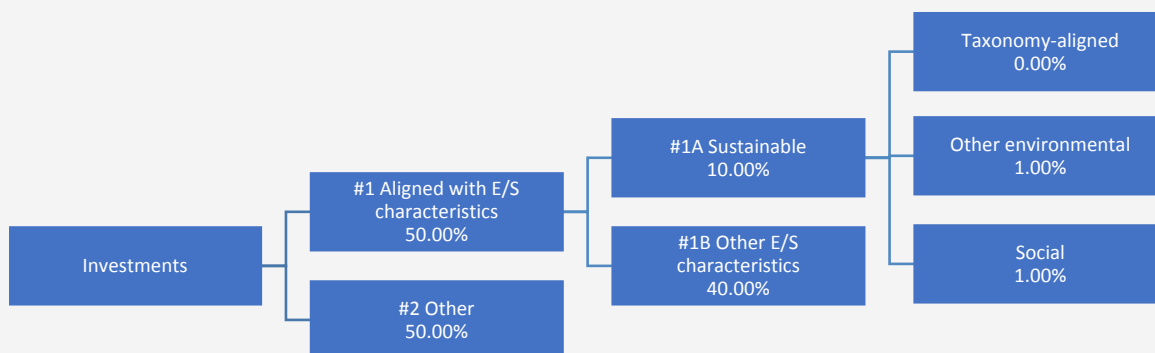 Investments
#1 Aligned with E/S
characteristics
50.00%
#2 Other
50.00%
#1A Sustainable
10.00%
#1B Other E/S
characteristics
40.00%
Taxonomy-aligned
0.00%
Other environmental
1.00%
Social
1.00%